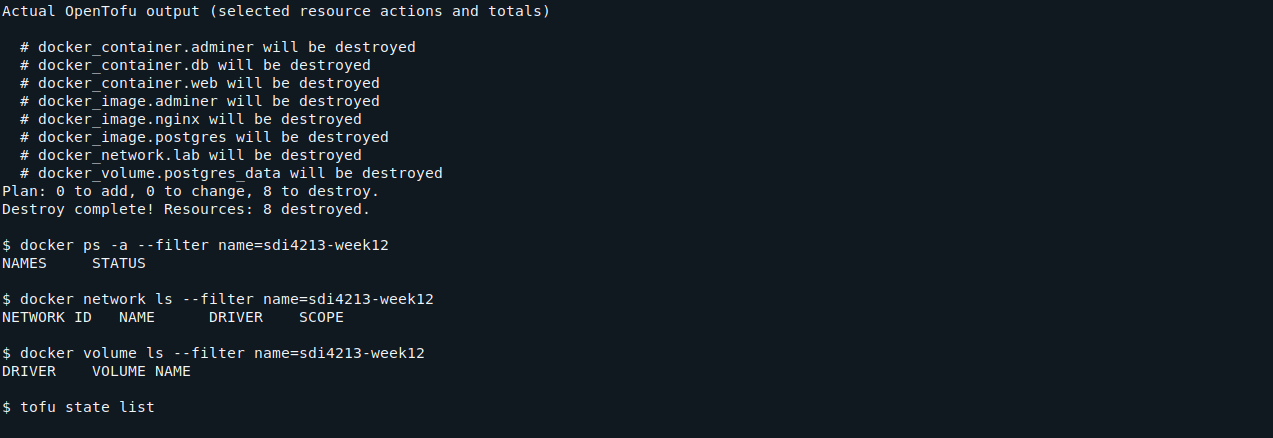 Actual OpenTofu output (selected resource actions and totals)
# docker_container.adminer will be destroyed
# docker_container.db will be destroyed
# docker_container.web will be destroyed
# docker_image.adminer will be destroyed
# docker_image.nginx will be destroyed
# docker_image.postgres will be destroyed
# docker_network.lab will be destroyed
# docker_volume.postgres_data will be destroyed
Plan: 0 to add, 0 to change, 8 to destroy.
Destroy complete! Resources: 8 destroyed.
$ docker ps -a --filter name=sdi4213-week12
NAMES     STATUS
$ docker network ls --filter name=sdi4213-week12
NETWORK ID   NAME      DRIVER    SCOPE
$ docker volume ls --filter name=sdi4213-week12
DRIVER    VOLUME NAME
$ tofu state list